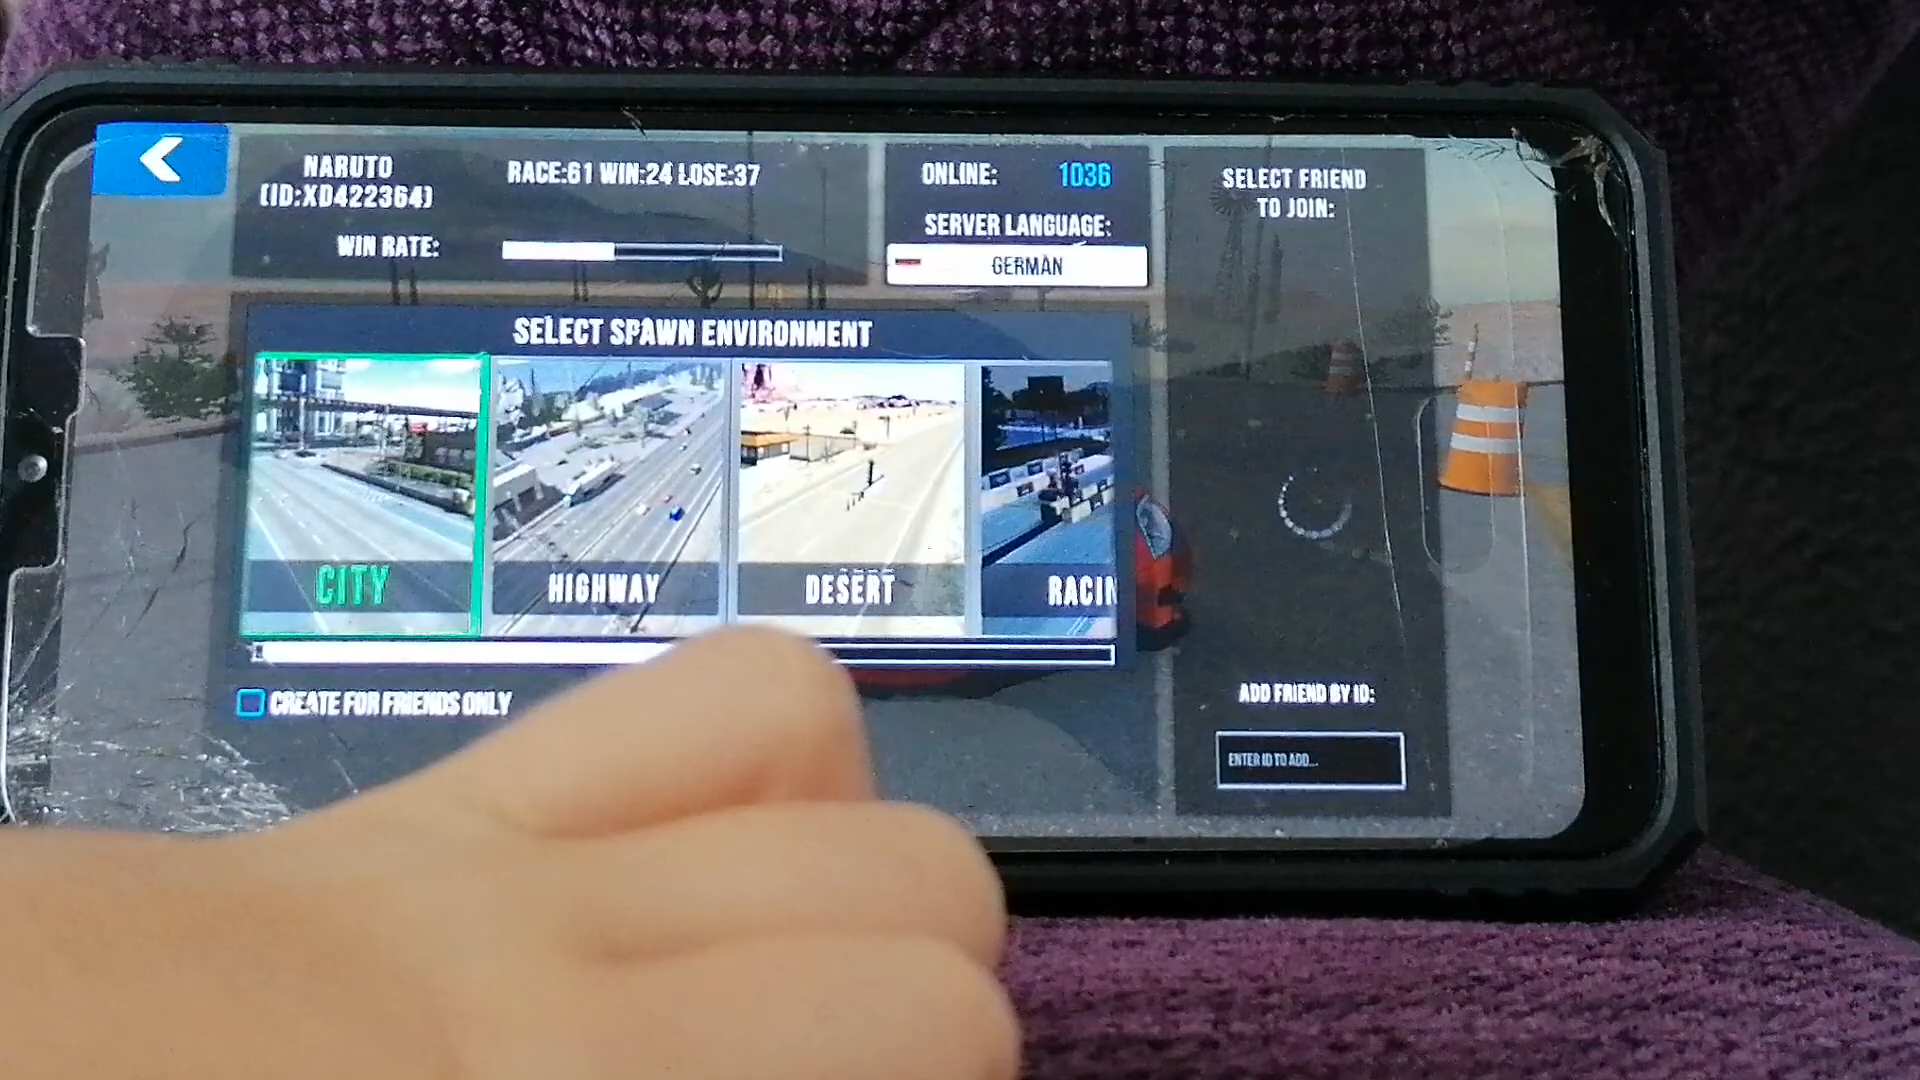 NARUTO
(ID:XD422364)
RACE:61 WIN:24 LOSE:37
WIN RATE:
ONLINE: 1036
SERVER LANGUAGE:
GERMAN
SELECT FRIEND
TO JOIN:
SELECT SPAWN ENVIRONMENT
CITY
HIGHWAY
DESERT
RACIN
CREATE FOR FRIENDS ONLY
ADD FRIEND BY ID:
ENTER ID TO ADD...